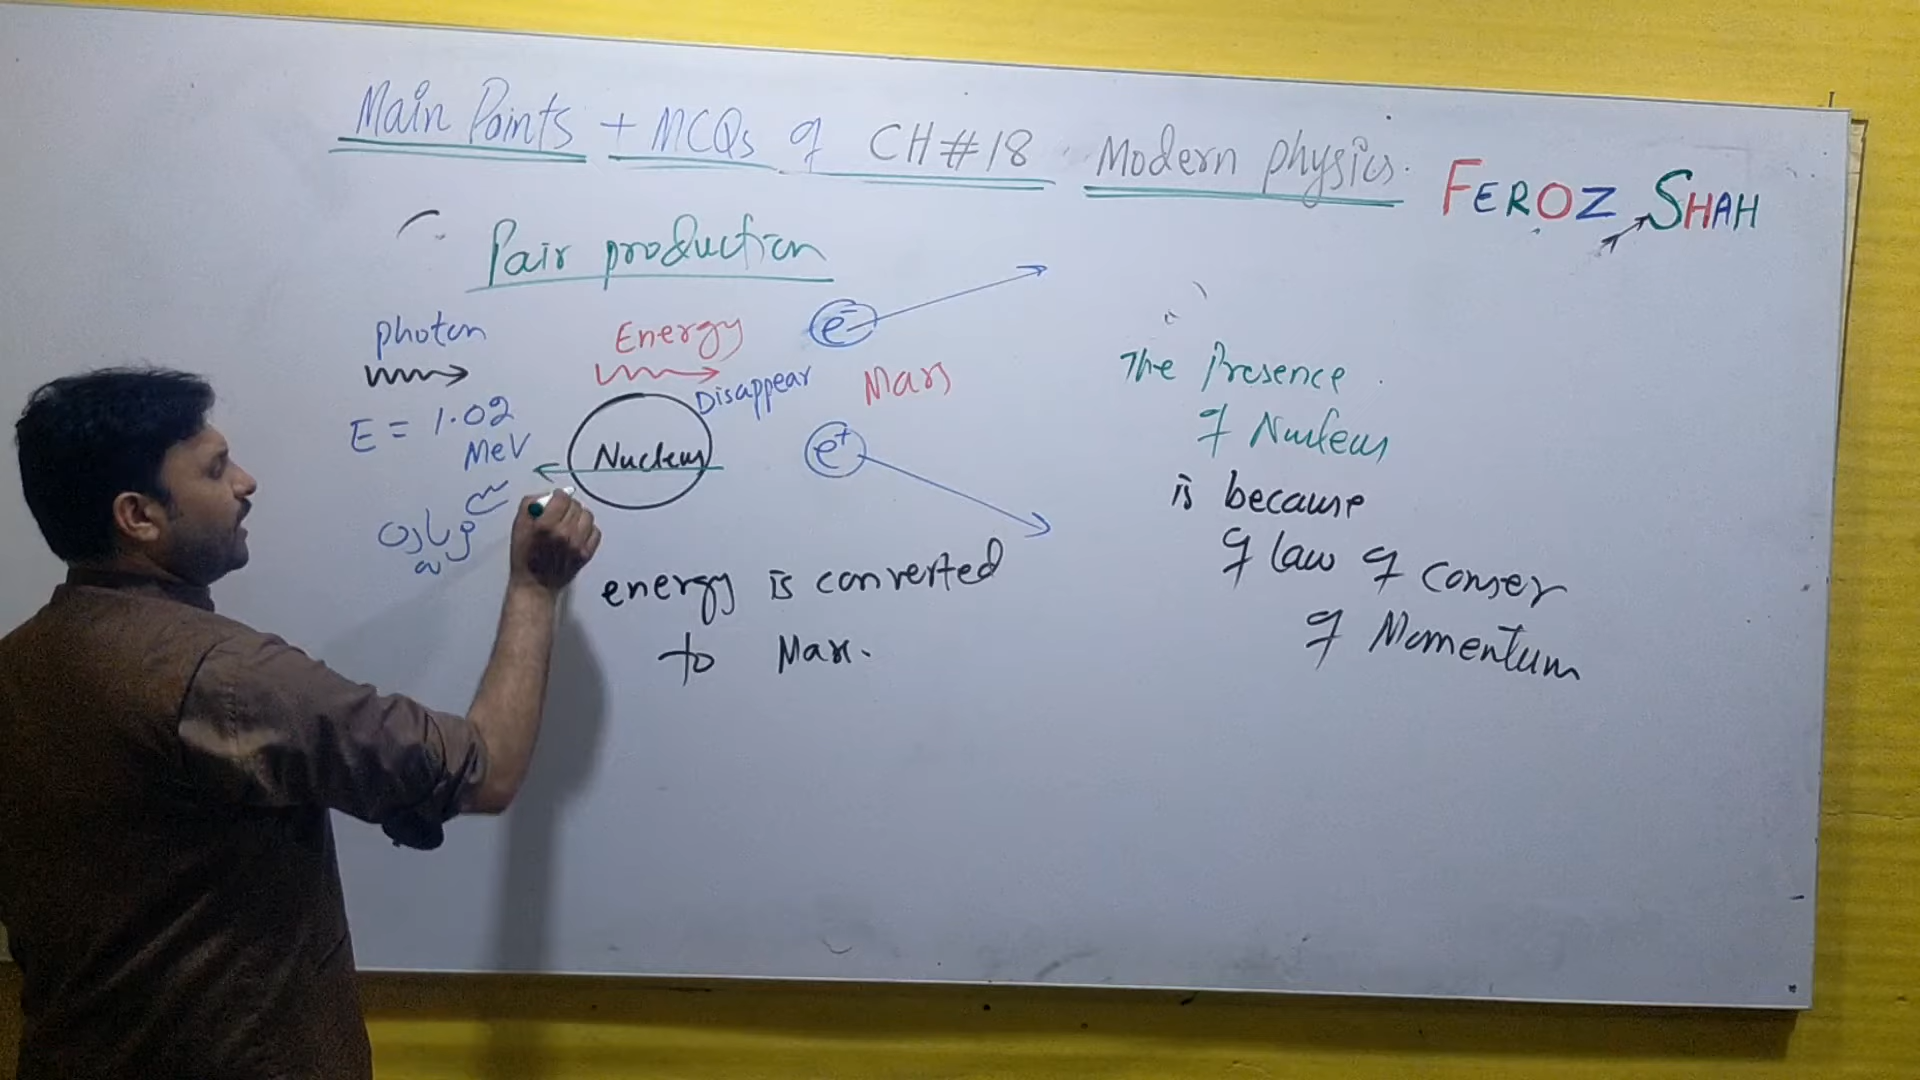 Main Points + MCQs of CH#18 Modern physics.
FEROZ SHAH
Pair production
photon
E = 1.02
MeV
Energy
Disappear
Nucleus
e-
Mass
e+
energy is converted
to Mass.
The Presence
of Nucleus
is because
of law of Conser
of Momentum